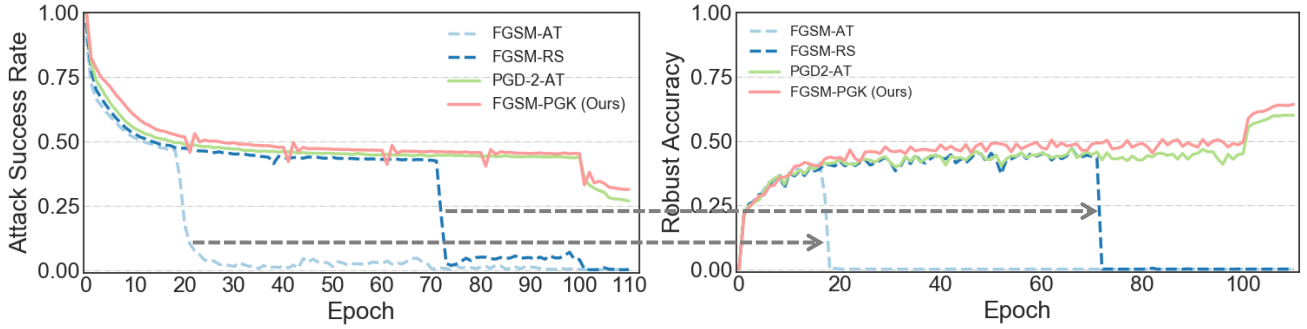 Attack Success Rate
1.00
0.75
0.50
0.25
0.00
FGSM-AT
FGSM-RS
PGD-2-AT
FGSM-PGK (Ours)
0 10 20 30 40 50 60 70 80 90 100 110
Epoch
Robust Accuracy
1.00
0.75
0.50
0.25
0.00
FGSM-AT
FGSM-RS
PGD2-AT
FGSM-PGK (Ours)
0 20 40 60 80 100
Epoch